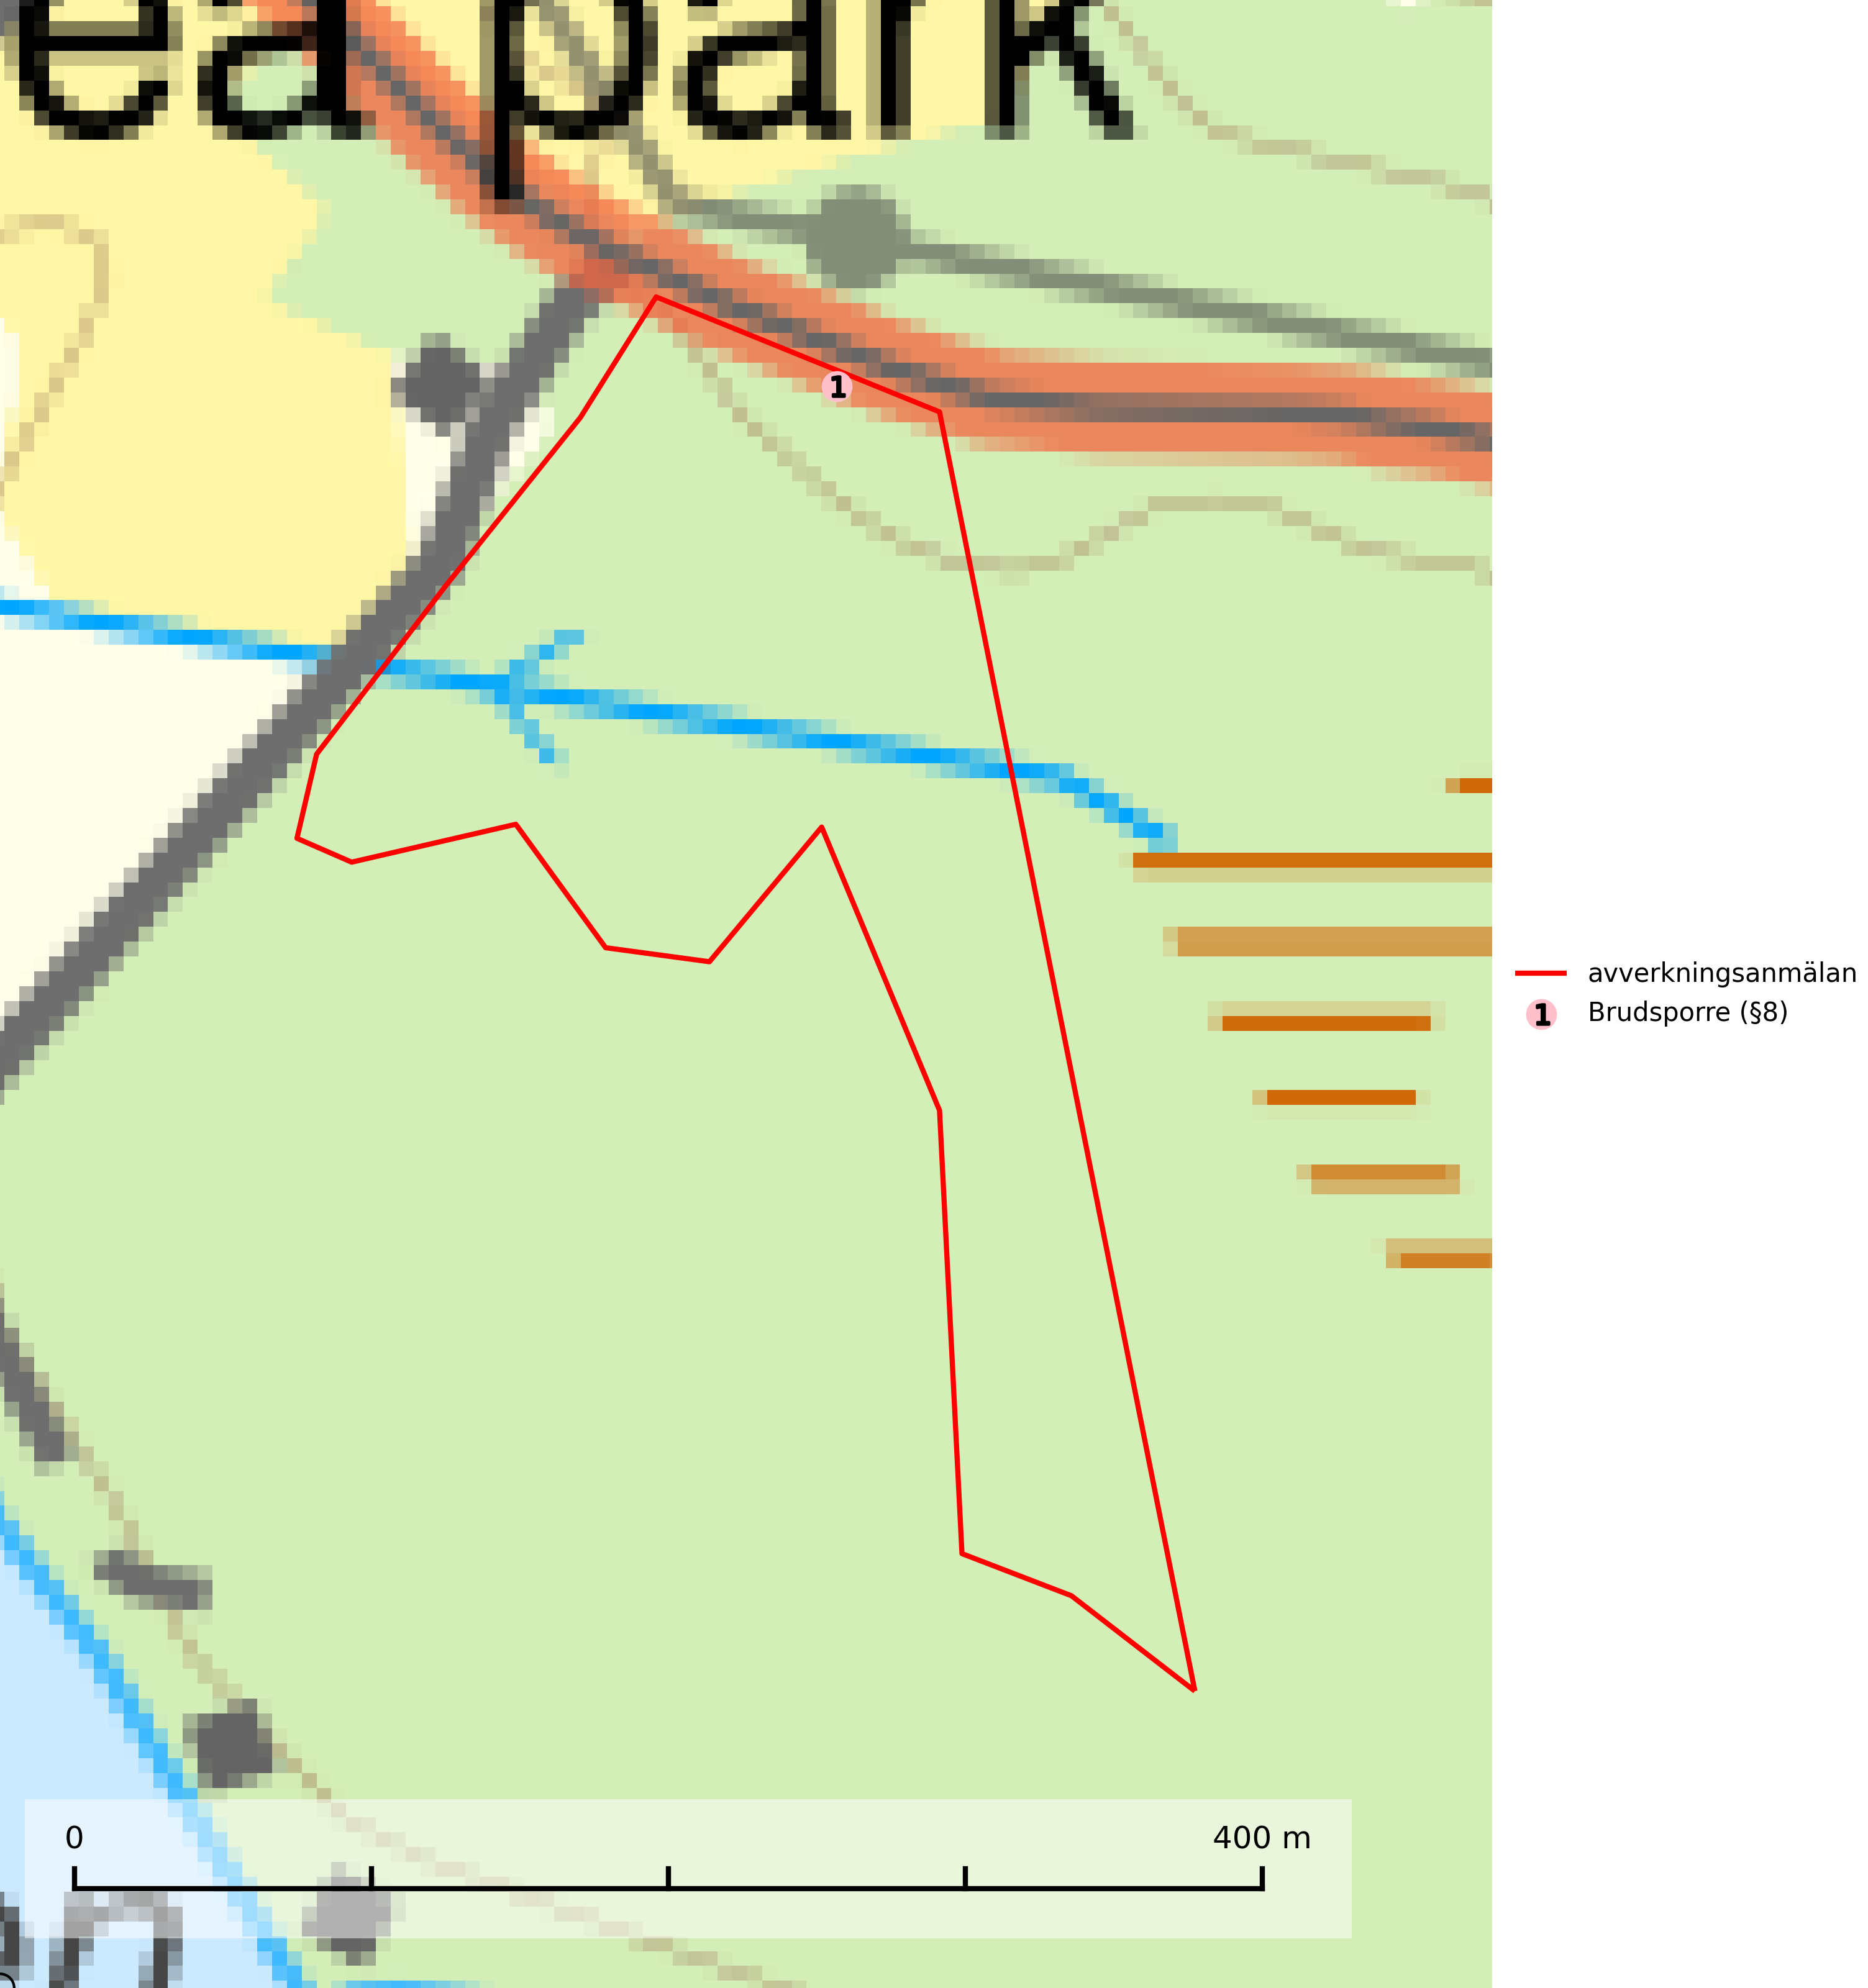 ea park
1
avverkningsanmälan
1 Brudsporre (§8)
0 400 m